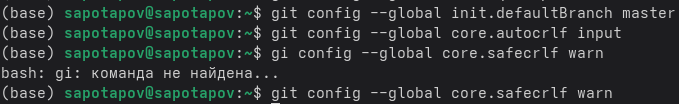 (base) sapotapov@sapotapov:~$ git config --global init.defaultBranch master
(base) sapotapov@sapotapov:~$ git config --global core.autocrlf input
(base) sapotapov@sapotapov:~$ gi config --global core.safecrlf warn
bash: gi: команда не найдена...
(base) sapotapov@sapotapov:~$ git config --global core.safecrlf warn